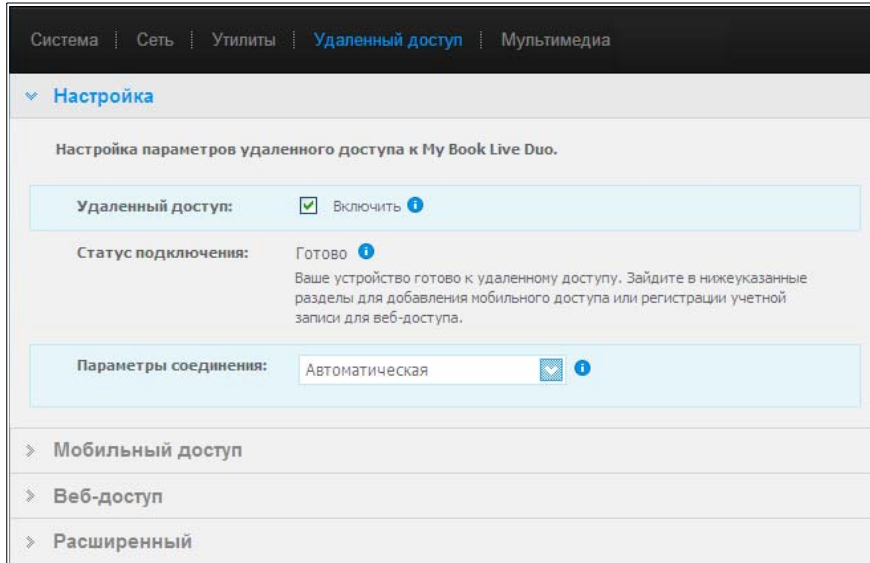 Система | Сеть | Утилиты | Удаленный доступ | Мультимедиа
Настройка
Настройка параметров удаленного доступа к My Book Live Duo.
Удаленный доступ: Включить
Статус подключения: Готово
Ваше устройство готово к удаленному доступу. Зайдите в нижеуказанные
разделы для добавления мобильного доступа или регистрации учетной
записи для веб-доступа.
Параметры соединения: Автоматическая
Мобильный доступ
Веб-доступ
Расширенный